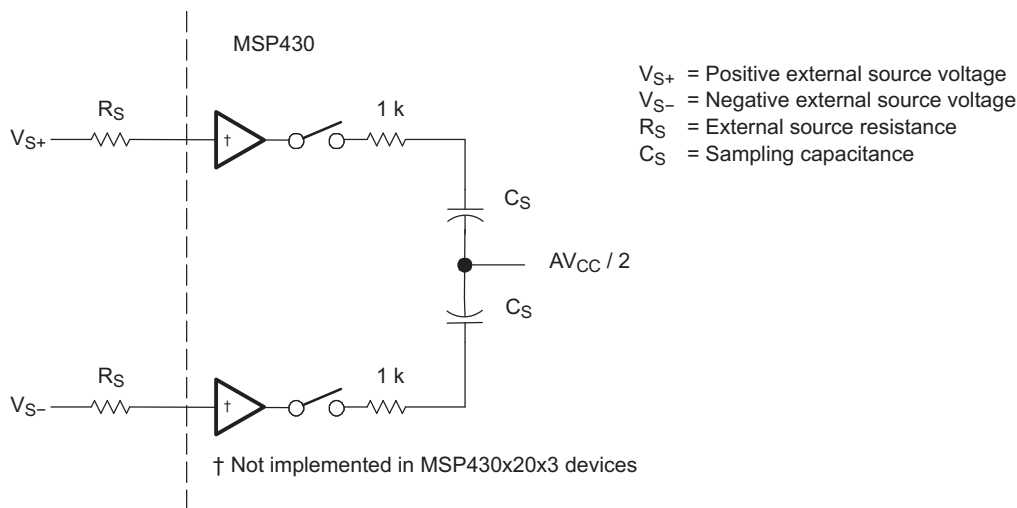 MSP430
V_S+ = Positive external source voltage
V_S− = Negative external source voltage
R_S = External source resistance
C_S = Sampling capacitance
R_S
1 k
V_S+
†
C_S
AV_CC / 2
C_S
R_S
1 k
V_S−
†
† Not implemented in MSP430x20x3 devices